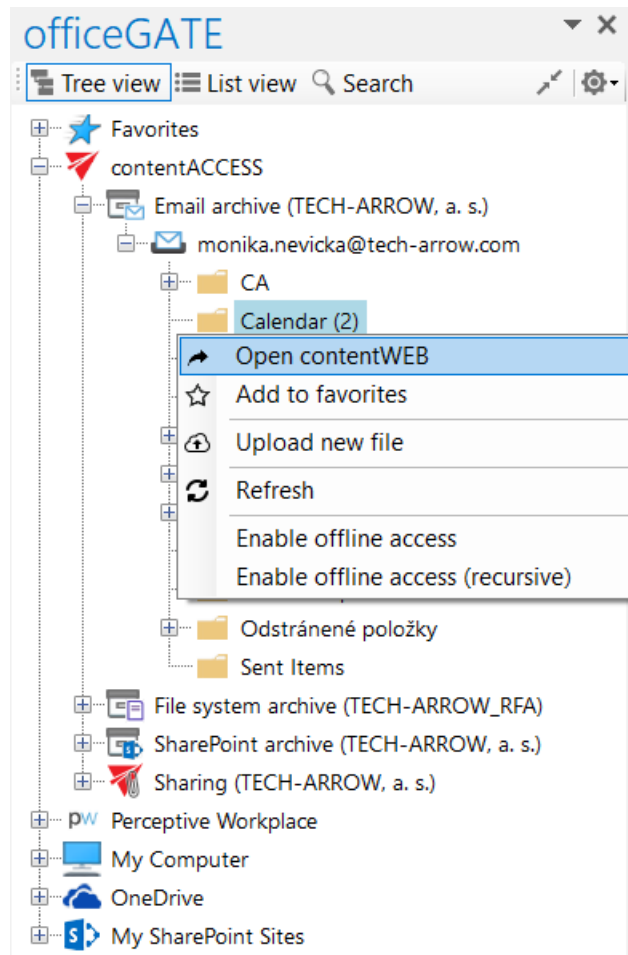 officeGATE
Tree view List view Search
Favorites
contentACCESS
Email archive (TECH-ARROW, a. s.)
monika.nevicka@tech-arrow.com
CA
Calendar (2)
Open contentWEB
Add to favorites
Upload new file
Refresh
Enable offline access
Enable offline access (recursive)
Odstránené položky
Sent Items
File system archive (TECH-ARROW_RFA)
SharePoint archive (TECH-ARROW, a. s.)
Sharing (TECH-ARROW, a. s.)
pw Perceptive Workplace
My Computer
OneDrive
S My SharePoint Sites